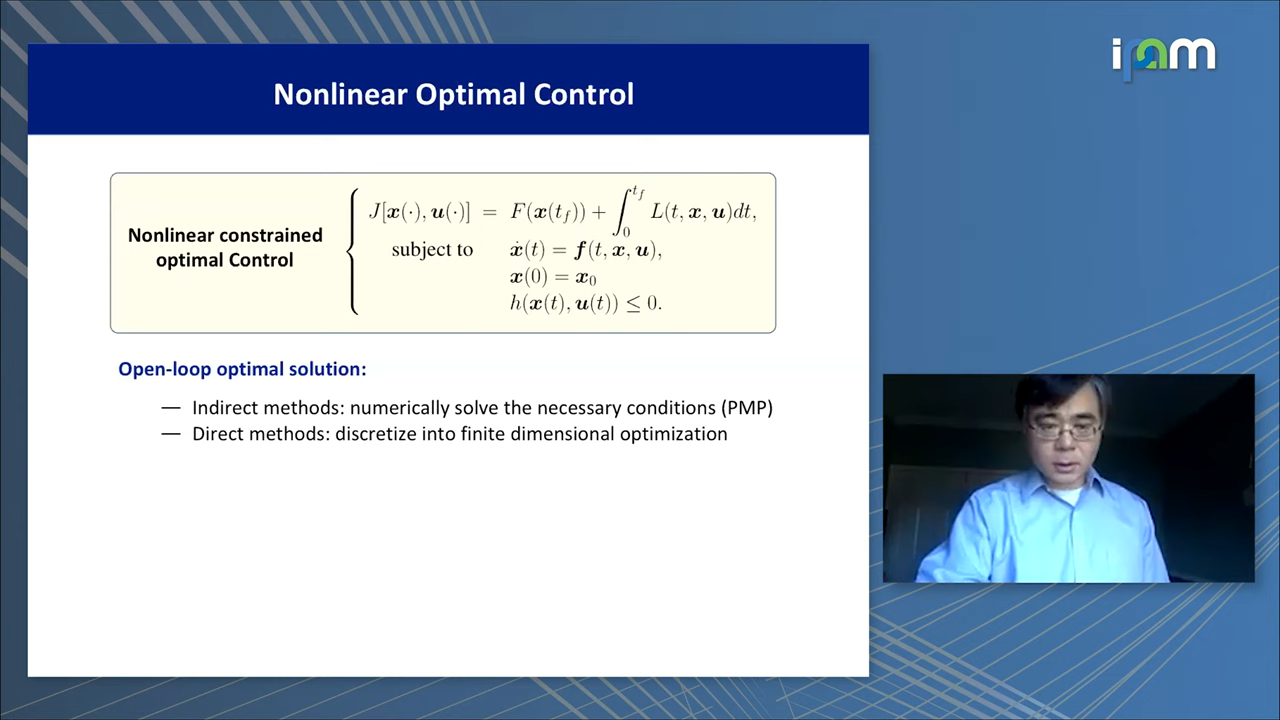 ipam
Nonlinear Optimal Control
Nonlinear constrained
optimal Control
J[x(·), u(·)] = F(x(t_f)) + ∫_0^{t_f} L(t, x, u)dt,
subject to ẋ(t) = f(t, x, u),
x(0) = x_0
h(x(t), u(t)) ≤ 0.
Open-loop optimal solution:
— Indirect methods: numerically solve the necessary conditions (PMP)
— Direct methods: discretize into finite dimensional optimization